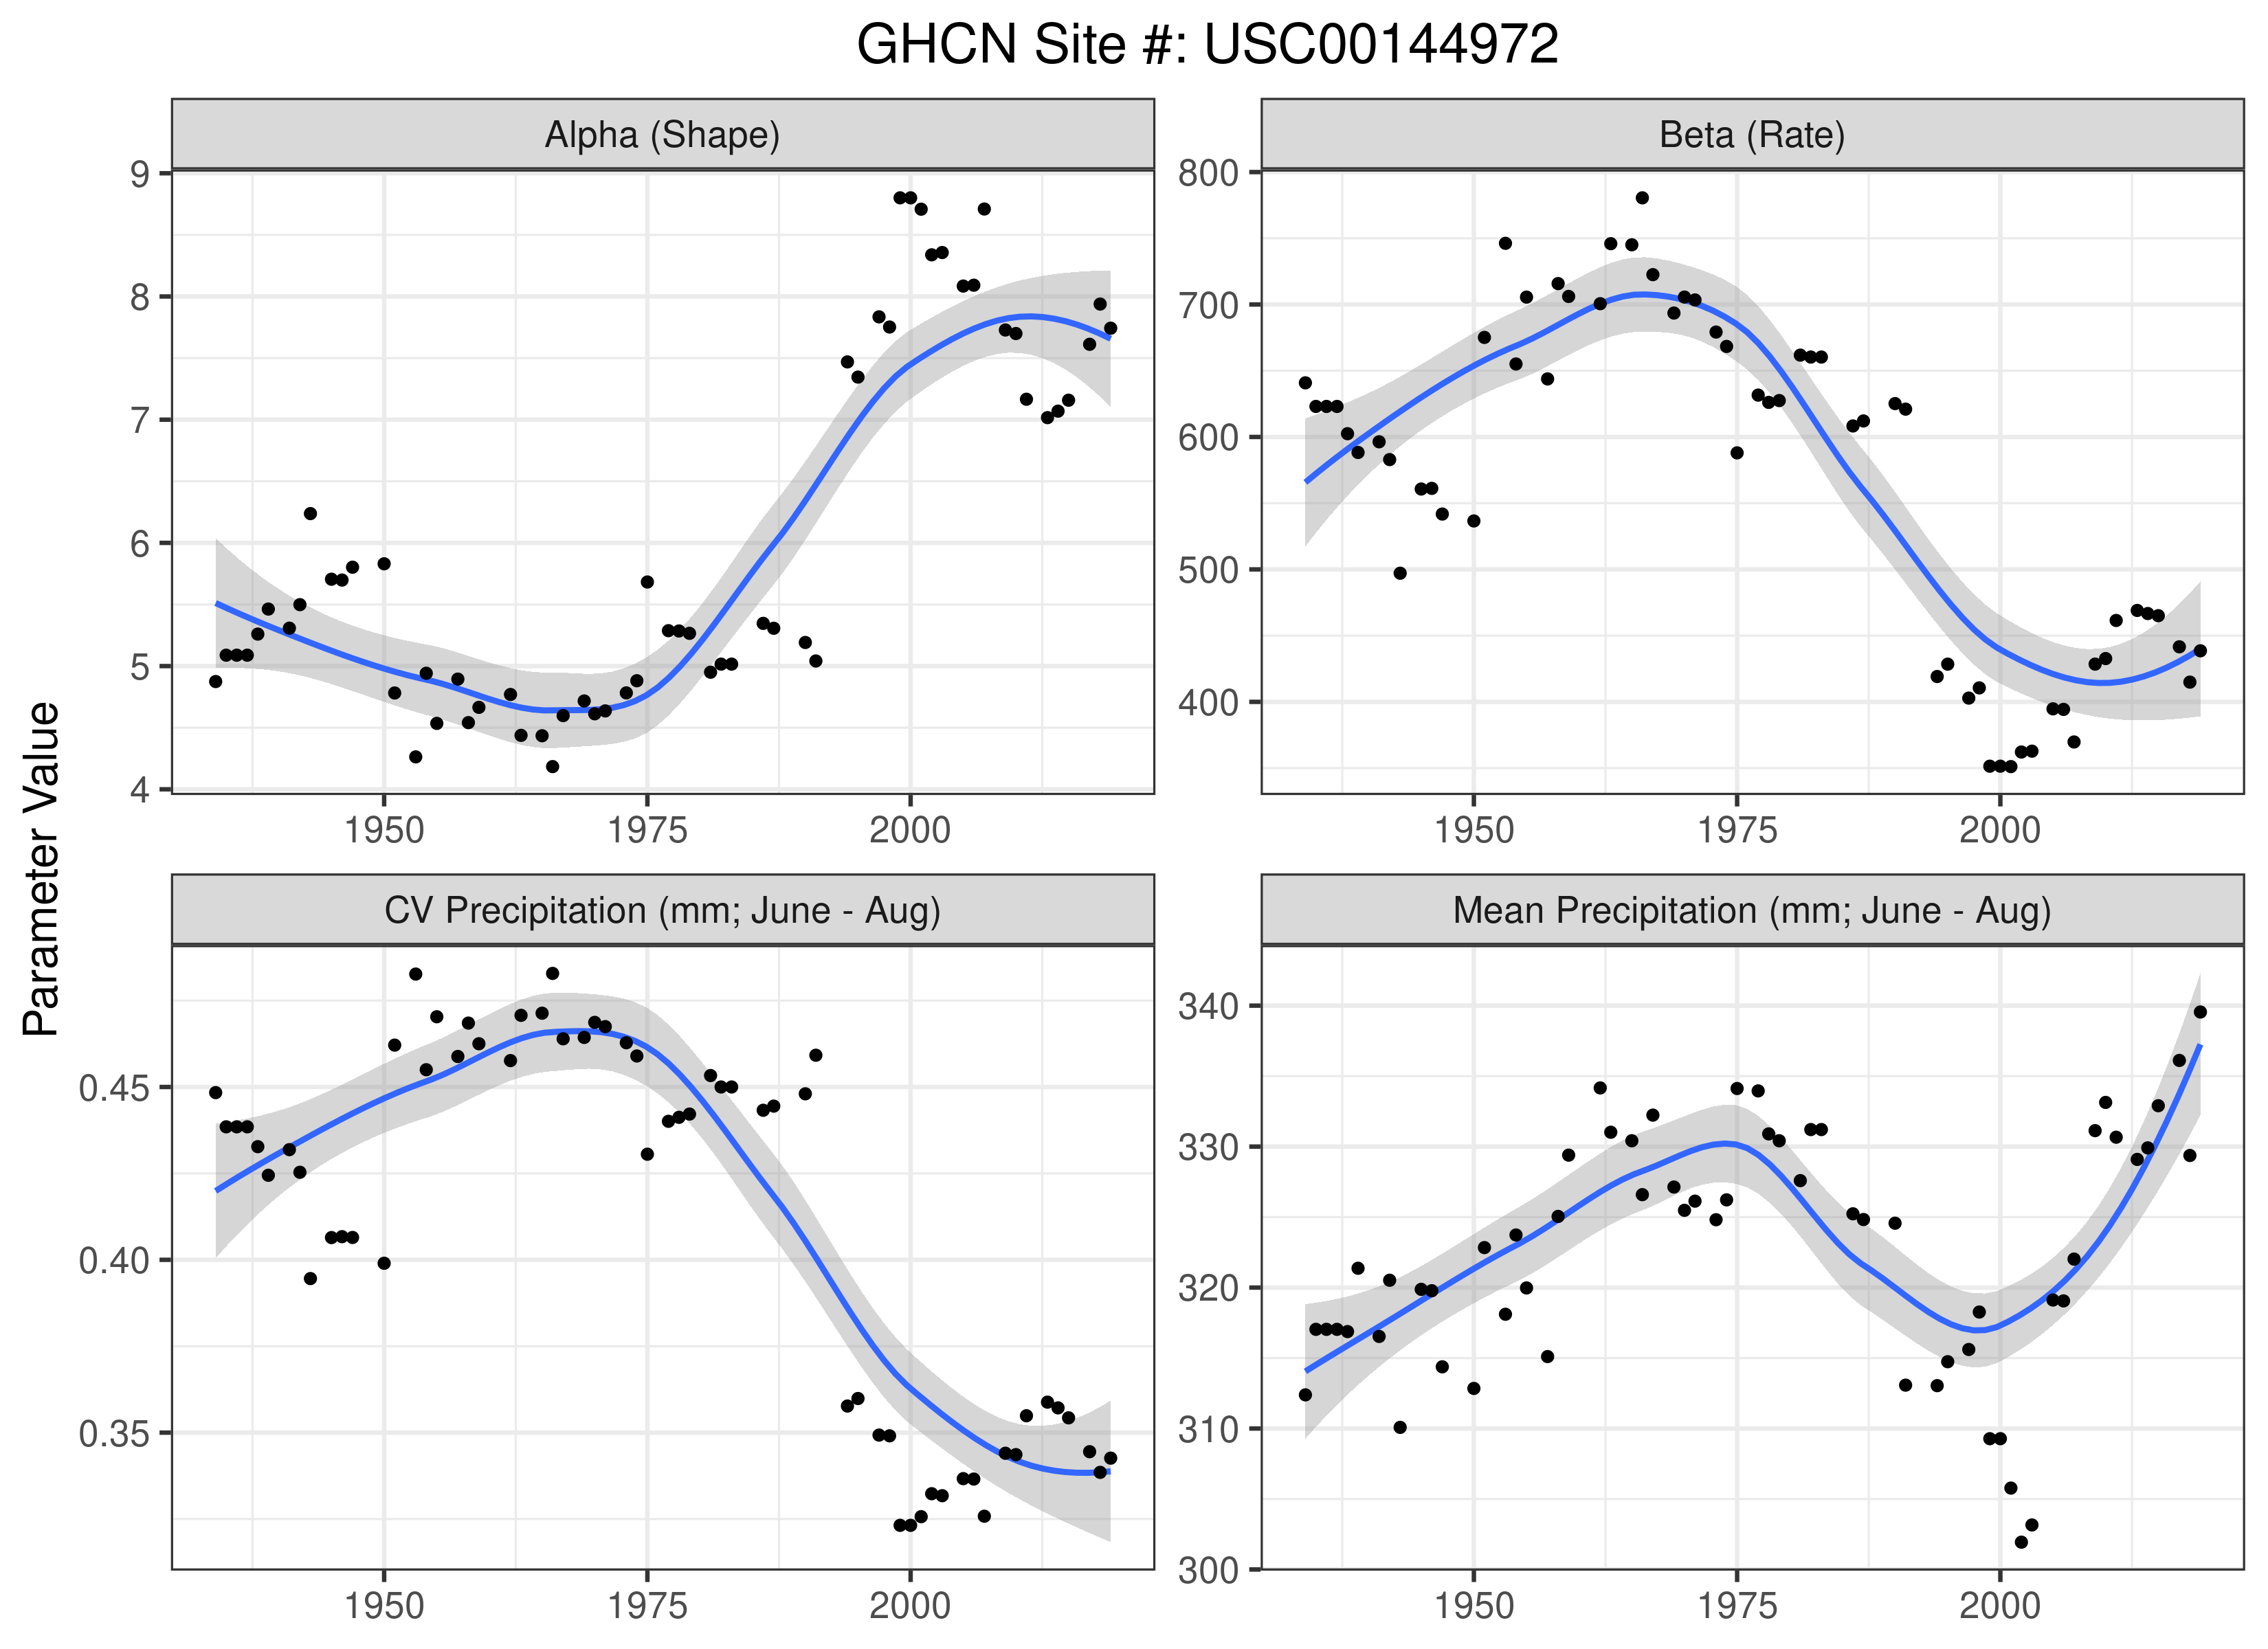 GHCN Site #: USC00144972
Parameter Value
Alpha (Shape)
9
8
7
6
5
4
1950 1975 2000
Beta (Rate)
800
700
600
500
400
1950 1975 2000
CV Precipitation (mm; June - Aug)
0.45
0.40
0.35
1950 1975 2000
Mean Precipitation (mm; June - Aug)
340
330
320
310
300
1950 1975 2000